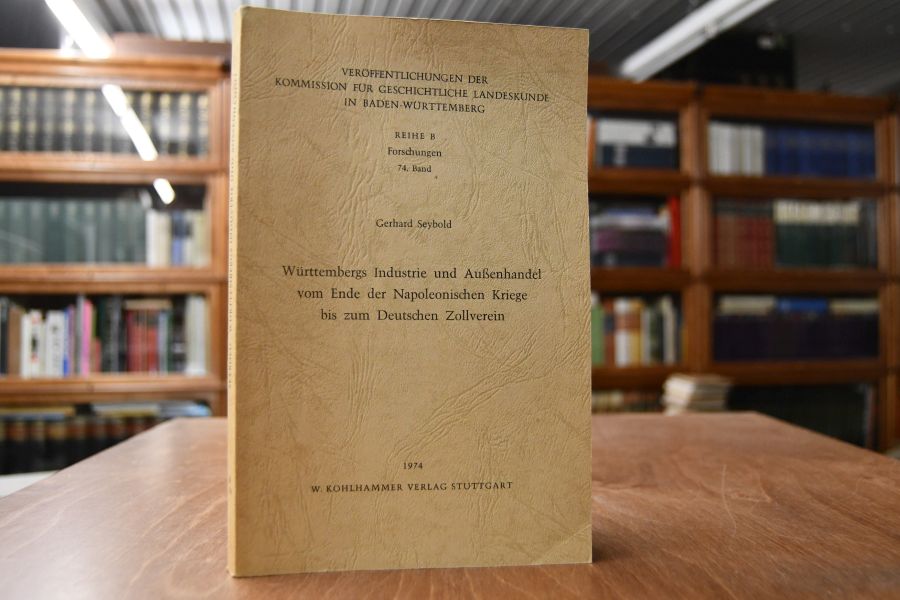 VERÖFFENTLICHUNGEN DER
KOMMISSION FÜR GESCHICHTLICHE LANDESKUNDE
IN BADEN-WÜRTTEMBERG
REIHE B
Forschungen
74. Band
Gerhard Seybold
Württembergs Industrie und Außenhandel
vom Ende der Napoleonischen Kriege
bis zum Deutschen Zollverein
1974
W. KOHLHAMMER VERLAG STUTTGART